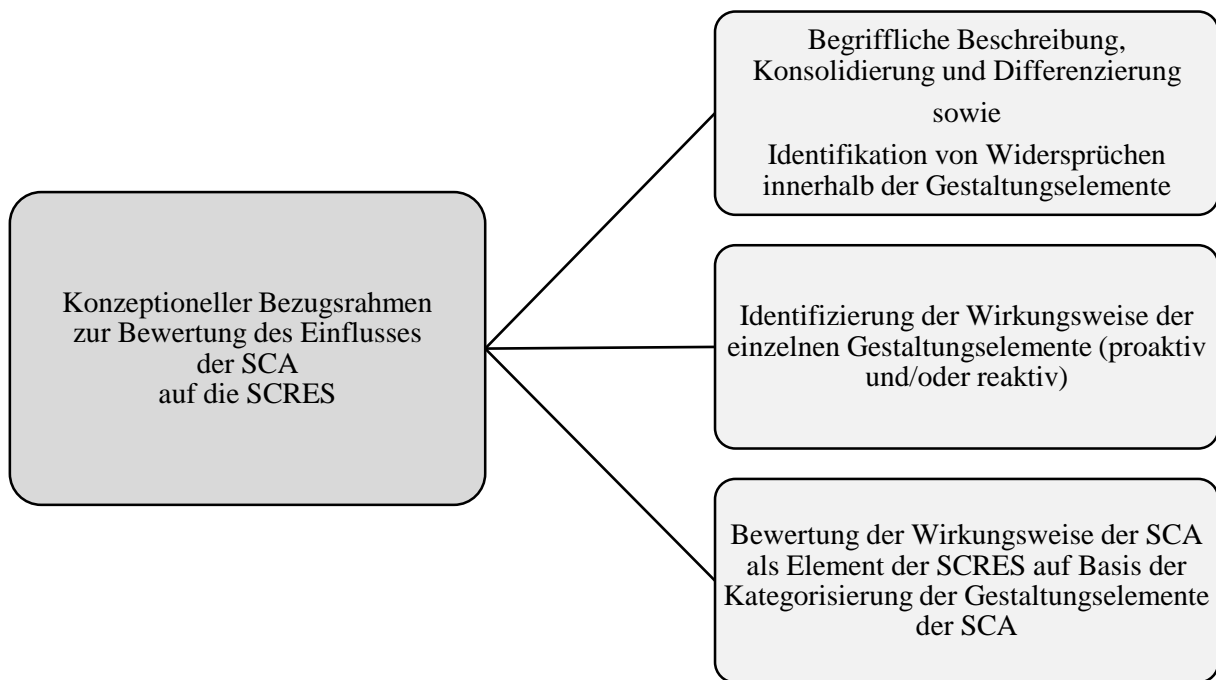 Konzeptioneller Bezugsrahmen
zur Bewertung des Einflusses
der SCA
auf die SCRES
Begriffliche Beschreibung,
Konsolidierung und Differenzierung
sowie
Identifikation von Widersprüchen
innerhalb der Gestaltungselemente
Identifizierung der Wirkungsweise der
einzelnen Gestaltungselemente (proaktiv
und/oder reaktiv)
Bewertung der Wirkungsweise der SCA
als Element der SCRES auf Basis der
Kategorisierung der Gestaltungselemente
der SCA